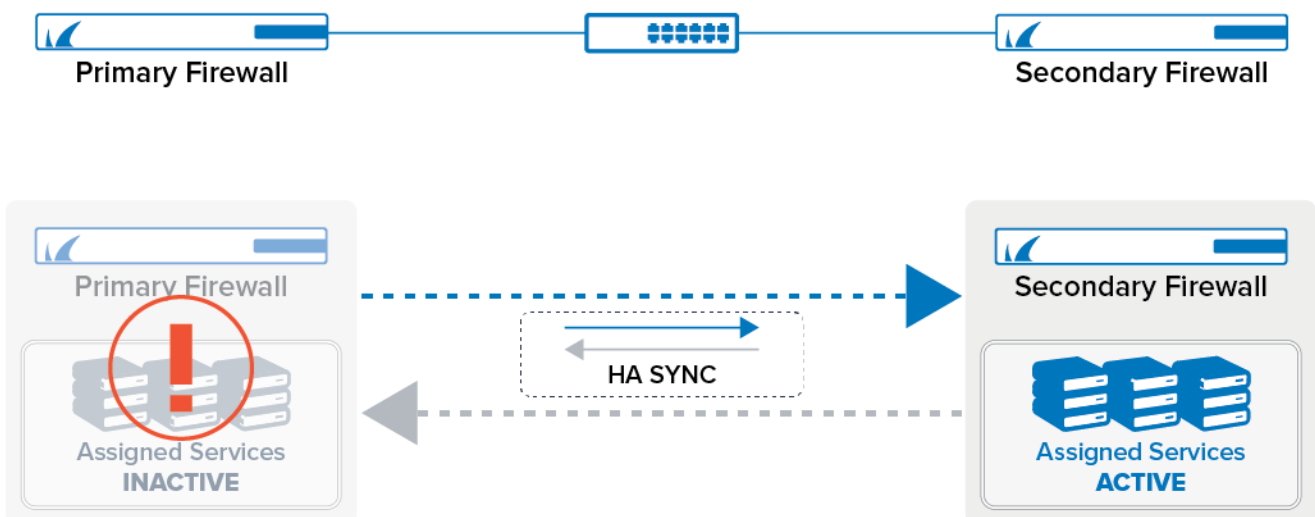 Primary Firewall
Secondary Firewall
Primary Firewall
Secondary Firewall
HA SYNC
Assigned Services
INACTIVE
Assigned Services
ACTIVE